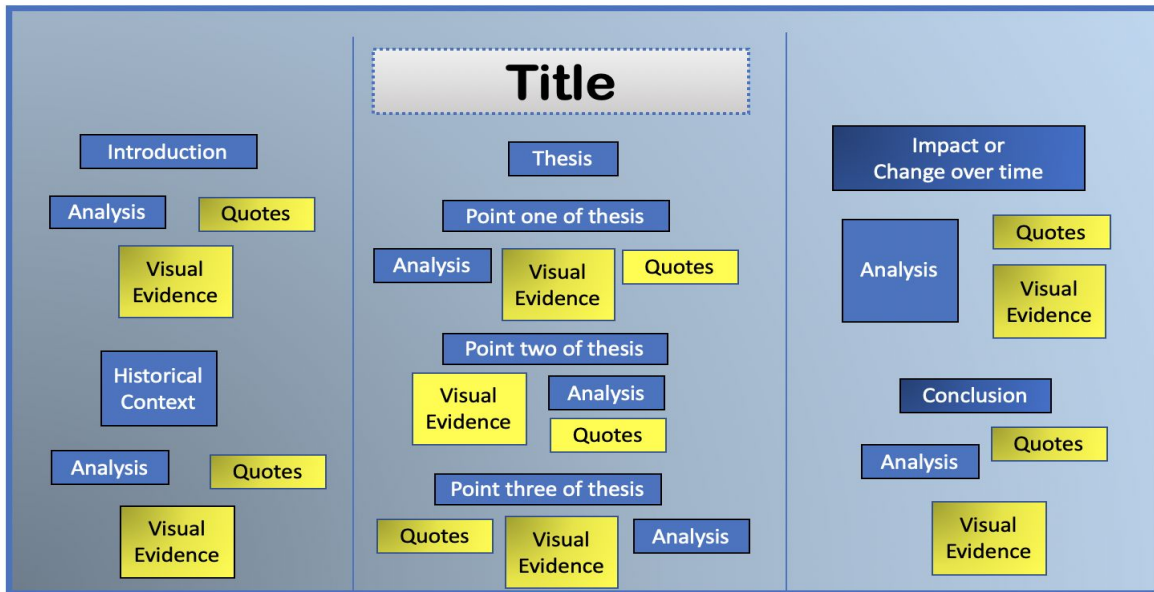 Introduction
Analysis
Quotes
Visual
Evidence
Historical
Context
Analysis
Quotes
Visual
Evidence
Title
Thesis
Point one of thesis
Analysis
Visual
Evidence
Quotes
Point two of thesis
Visual
Evidence
Analysis
Quotes
Point three of thesis
Quotes
Visual
Evidence
Analysis
Impact or
Change over time
Analysis
Quotes
Visual
Evidence
Conclusion
Quotes
Analysis
Visual
Evidence